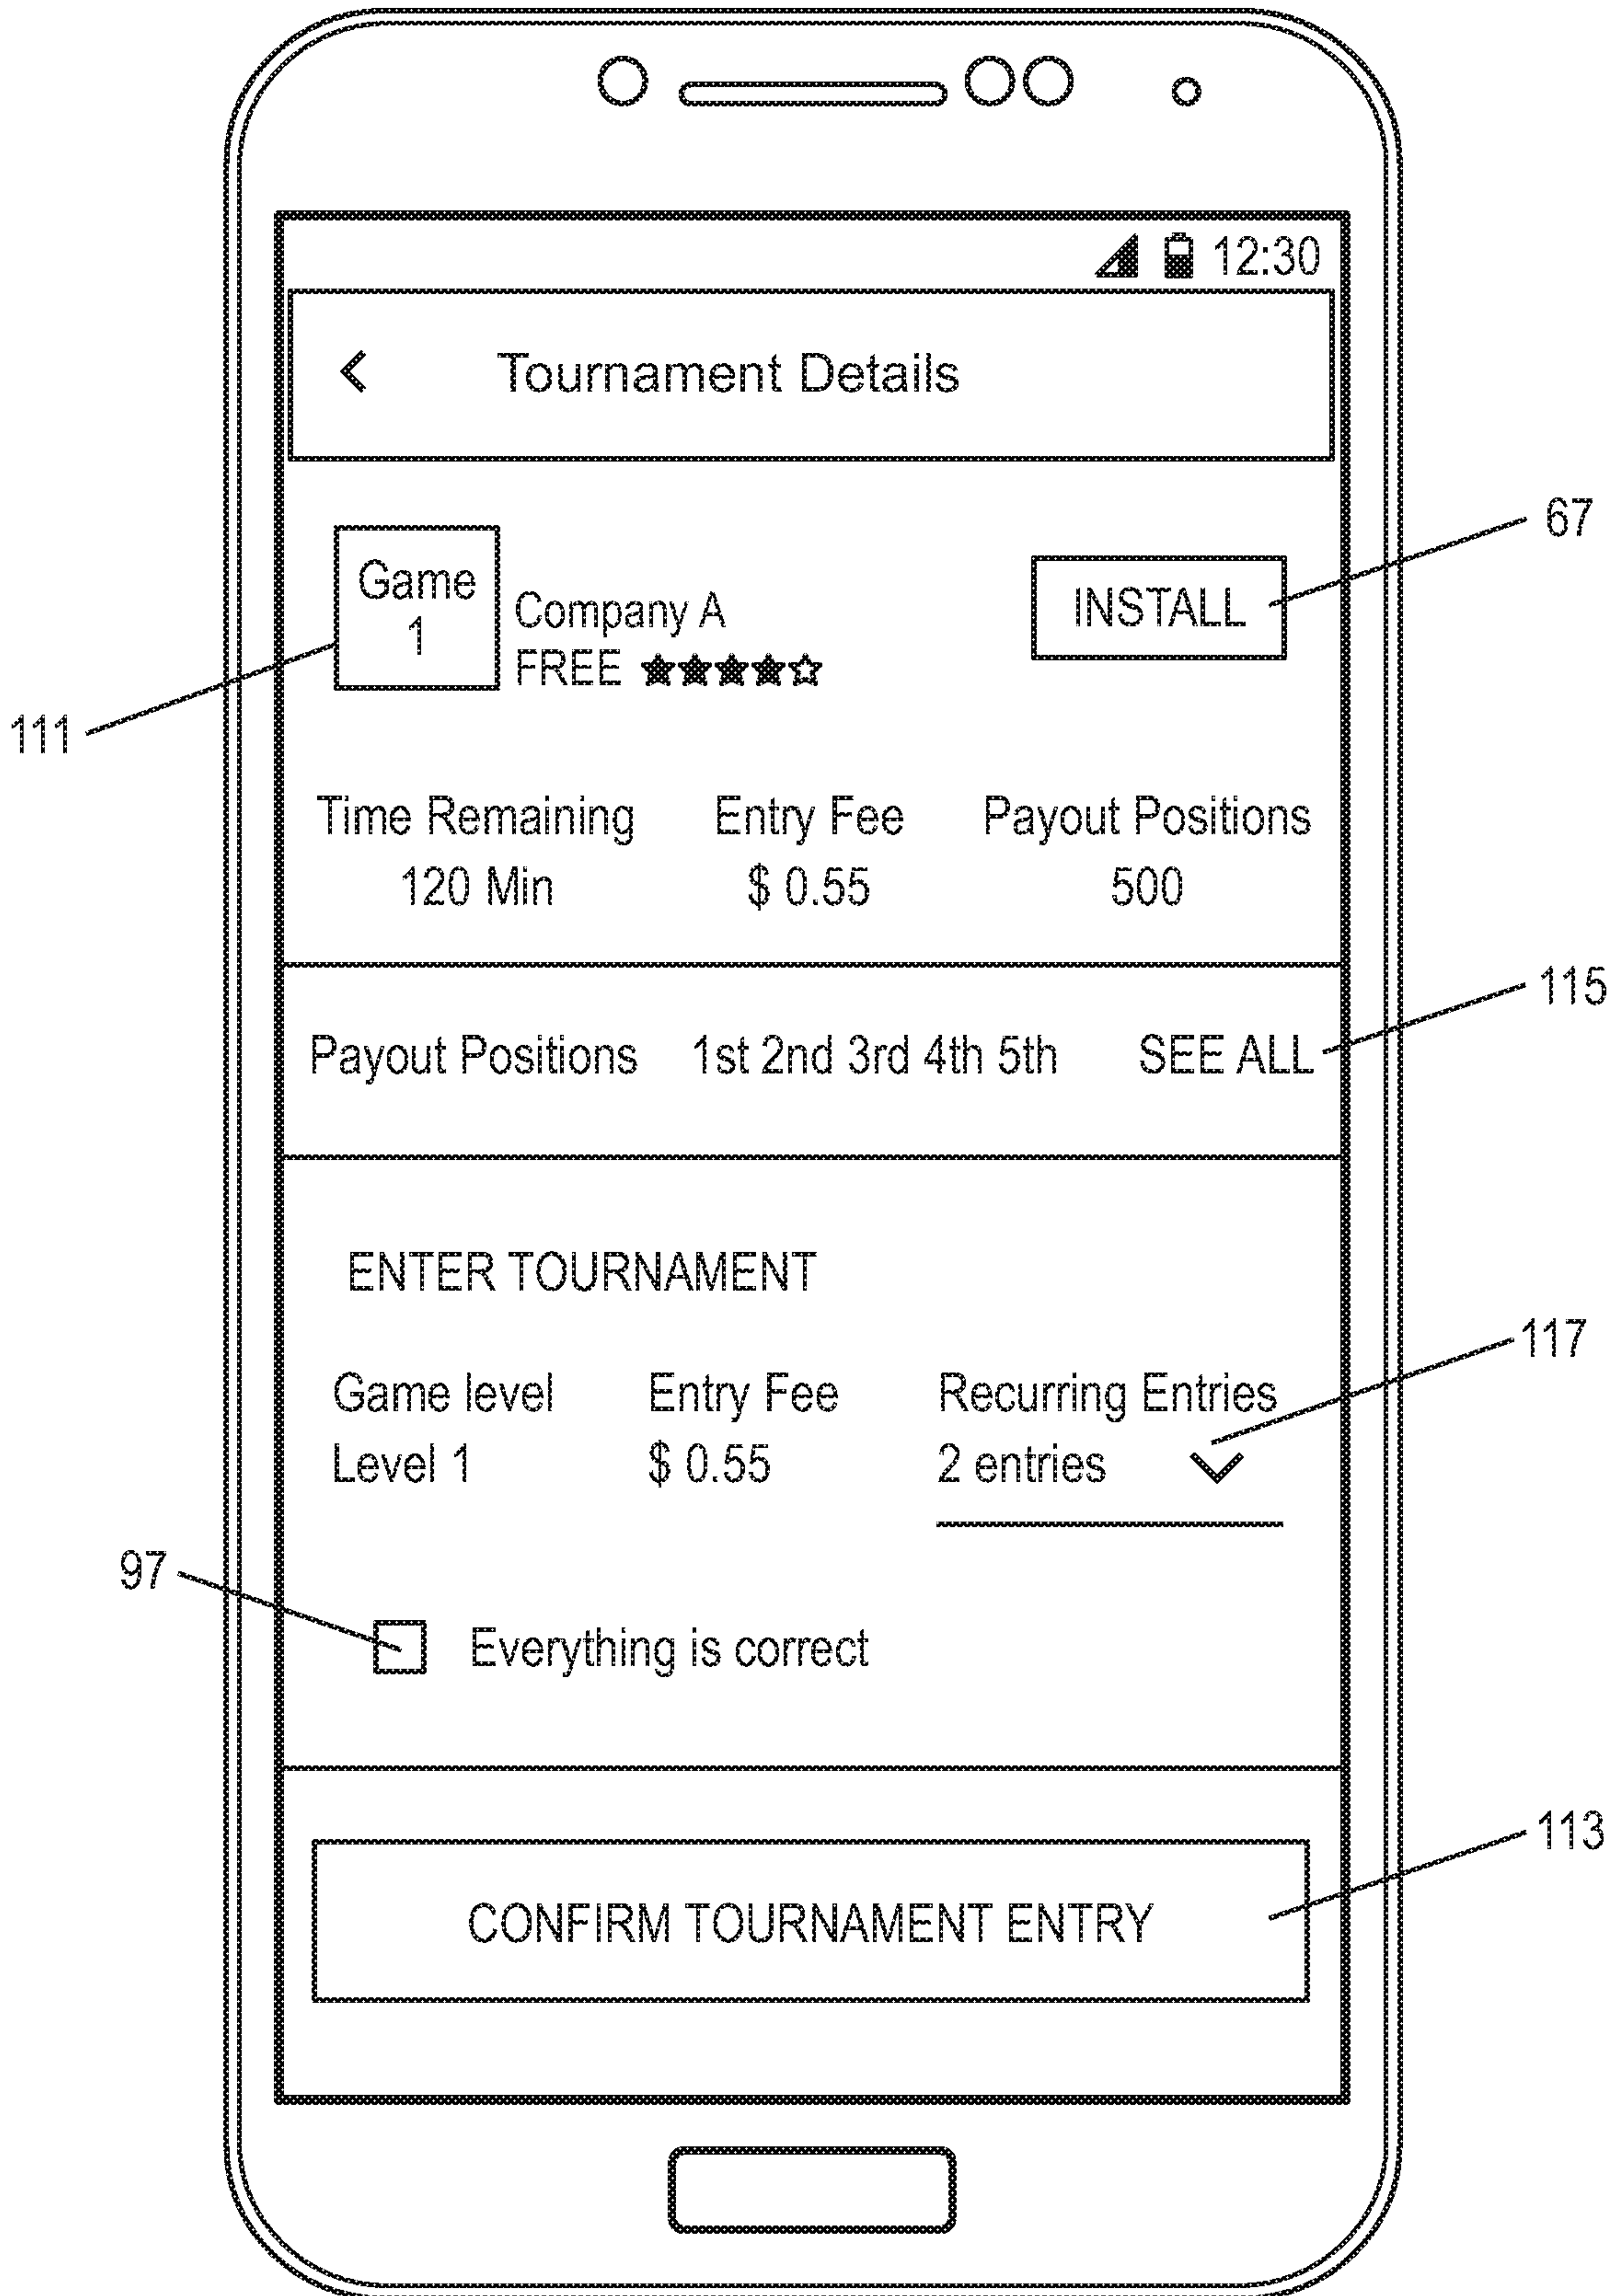 12:30
< Tournament Details
67
Game
1
Company A
INSTALL
FREE ★★★★☆
111
Time Remaining Entry Fee Payout Positions
120 Min $ 0.55 500
115
Payout Positions 1st 2nd 3rd 4th 5th SEE ALL
ENTER TOURNAMENT
117
Game level Entry Fee Recurring Entries
Level 1 $ 0.55 2 entries
97
Everything is correct
113
CONFIRM TOURNAMENT ENTRY